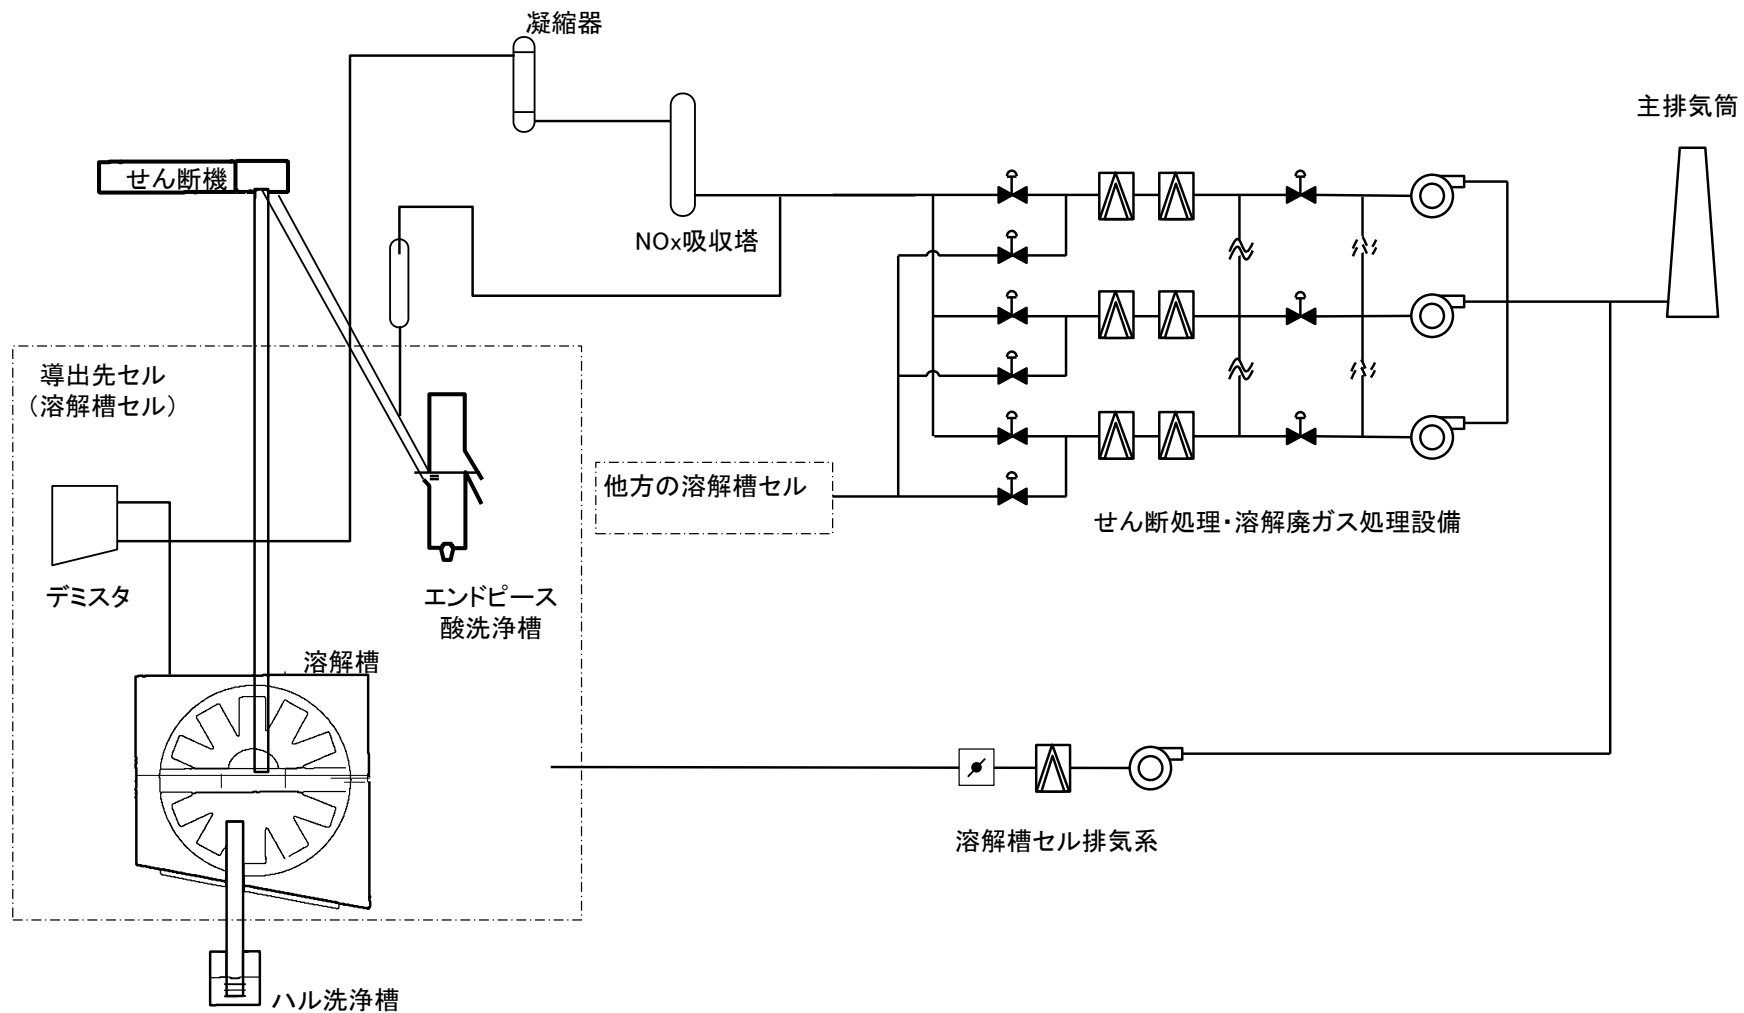 凝縮器
主排気筒
せん断機
NOx吸収塔
導出先セル
（溶解槽セル）
他方の溶解槽セル
せん断処理・溶解廃ガス処理設備
デミスタ
エンドピース
酸洗浄槽
溶解槽
溶解槽セル排気系
ハル洗浄槽